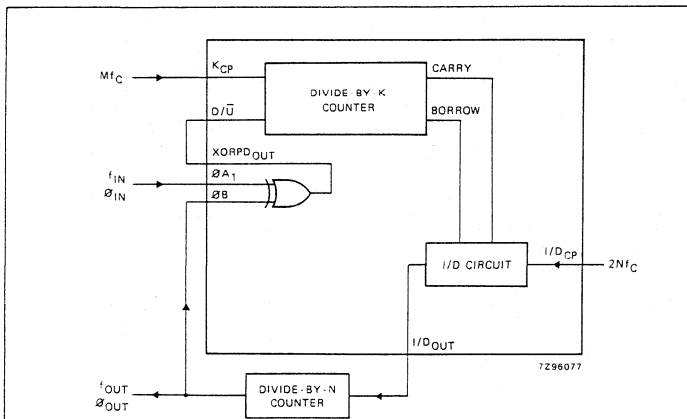 Mf_C
K_CP
DIVIDE-BY-K
COUNTER
CARRY
BORROW
D/U̅
XORPD_OUT
f_IN
Ø_IN
ØA_1
ØB
I/D CIRCUIT
I/D_CP
2Nf_C
I/D_OUT
7Z96077
f_OUT
Ø_OUT
DIVIDE-BY-N
COUNTER